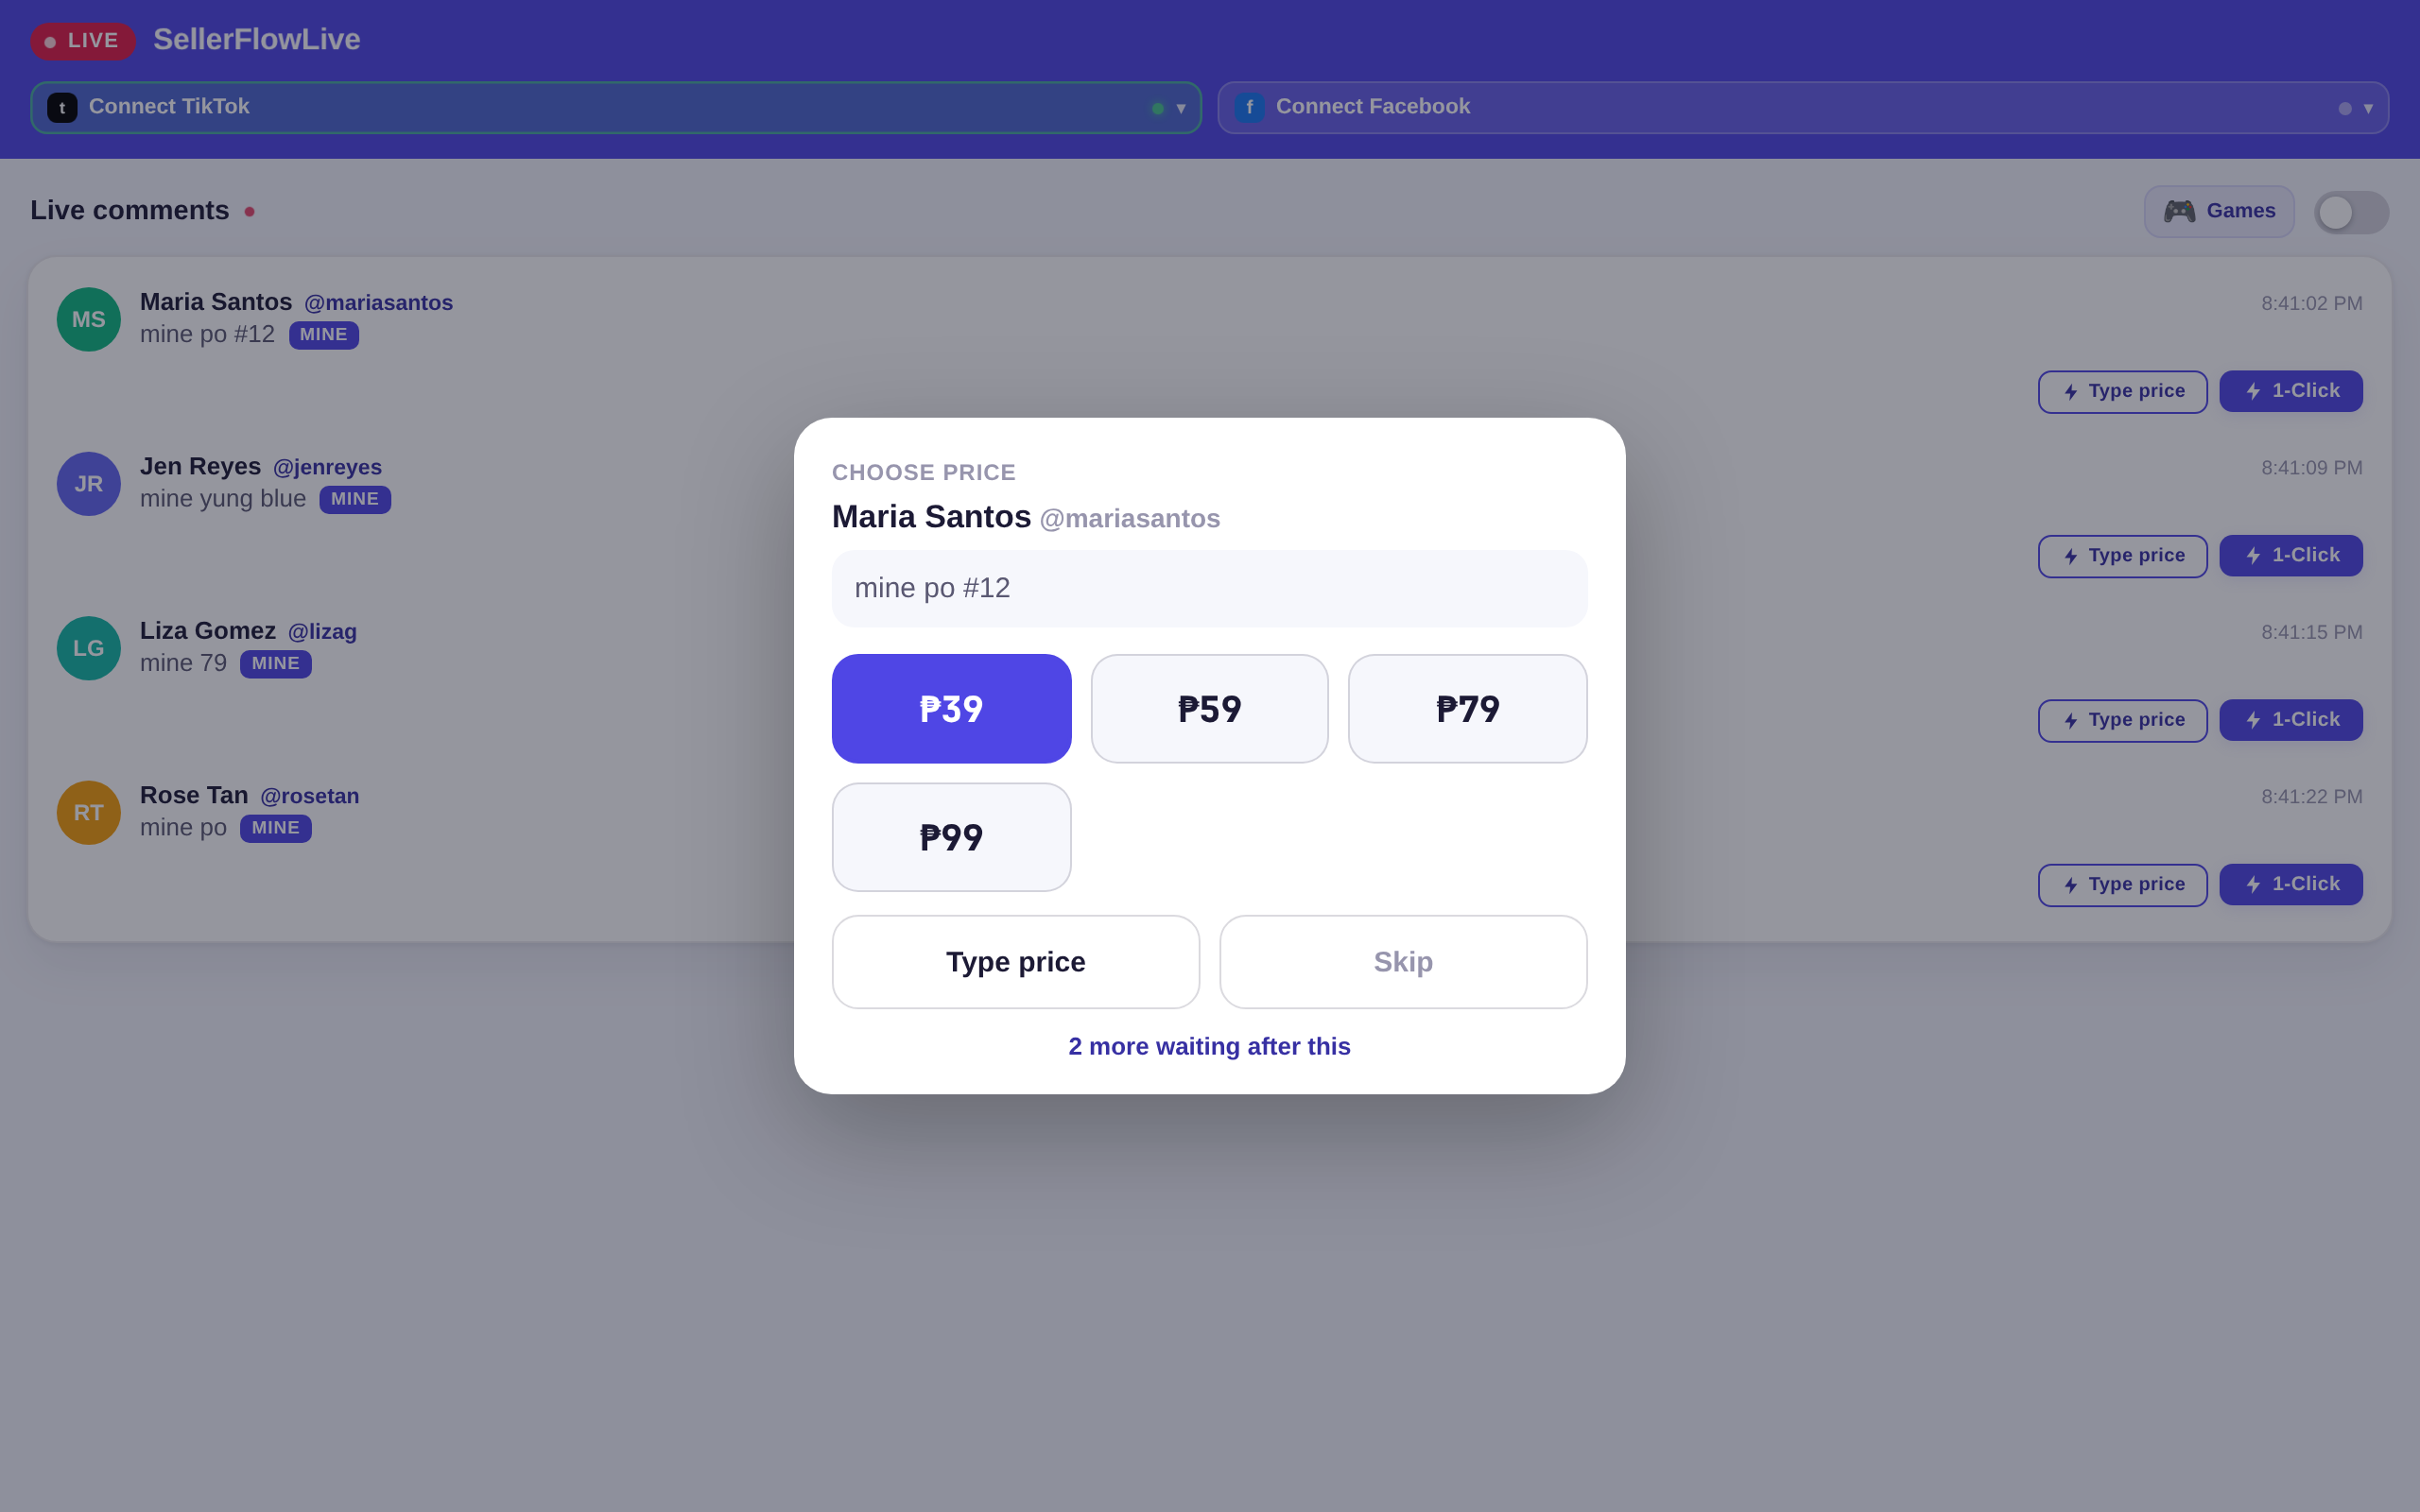 LIVE SellerFlowLive
t Connect TikTok ▾ f Connect Facebook ▾
Live comments 🎮 Games
MS Maria Santos @mariasantos 8:41:02 PM
mine po #12 MINE
Type price 1-Click
JR Jen Reyes @jenreyes 8:41:09 PM
mine yung blue MINE
Type price 1-Click
LG Liza Gomez @lizag 8:41:15 PM
mine 79 MINE
Type price 1-Click
RT Rose Tan @rosetan 8:41:22 PM
mine po MINE
Type price 1-Click
CHOOSE PRICE
Maria Santos @mariasantos
mine po #12
₱39 ₱59 ₱79
₱99
Type price Skip
2 more waiting after this